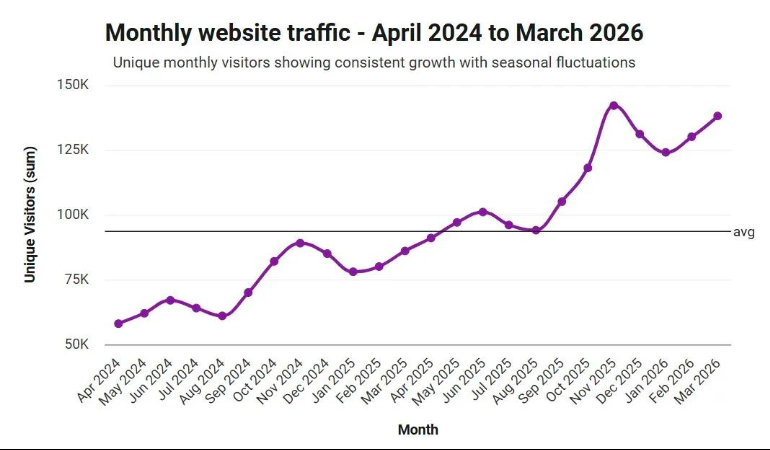 Monthly website traffic - April 2024 to March 2026
Unique monthly visitors showing consistent growth with seasonal fluctuations
Unique Visitors (sum)
150K
125K
100K
75K
50K
avg
Apr 2024
May 2024
Jun 2024
Jul 2024
Aug 2024
Sep 2024
Oct 2024
Nov 2024
Dec 2024
Jan 2025
Feb 2025
Mar 2025
Apr 2025
May 2025
Jun 2025
Jul 2025
Aug 2025
Sep 2025
Oct 2025
Nov 2025
Dec 2025
Jan 2026
Feb 2026
Mar 2026
Month